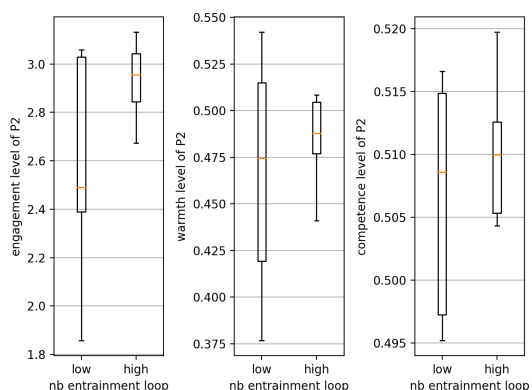 engagement level of P2
3.0
2.8
2.6
2.4
2.2
2.0
1.8
low high
nb entrainment loop
warmth level of P2
0.550
0.525
0.500
0.475
0.450
0.425
0.400
0.375
low high
nb entrainment loop
competence level of P2
0.520
0.515
0.510
0.505
0.500
0.495
low high
nb entrainment loop